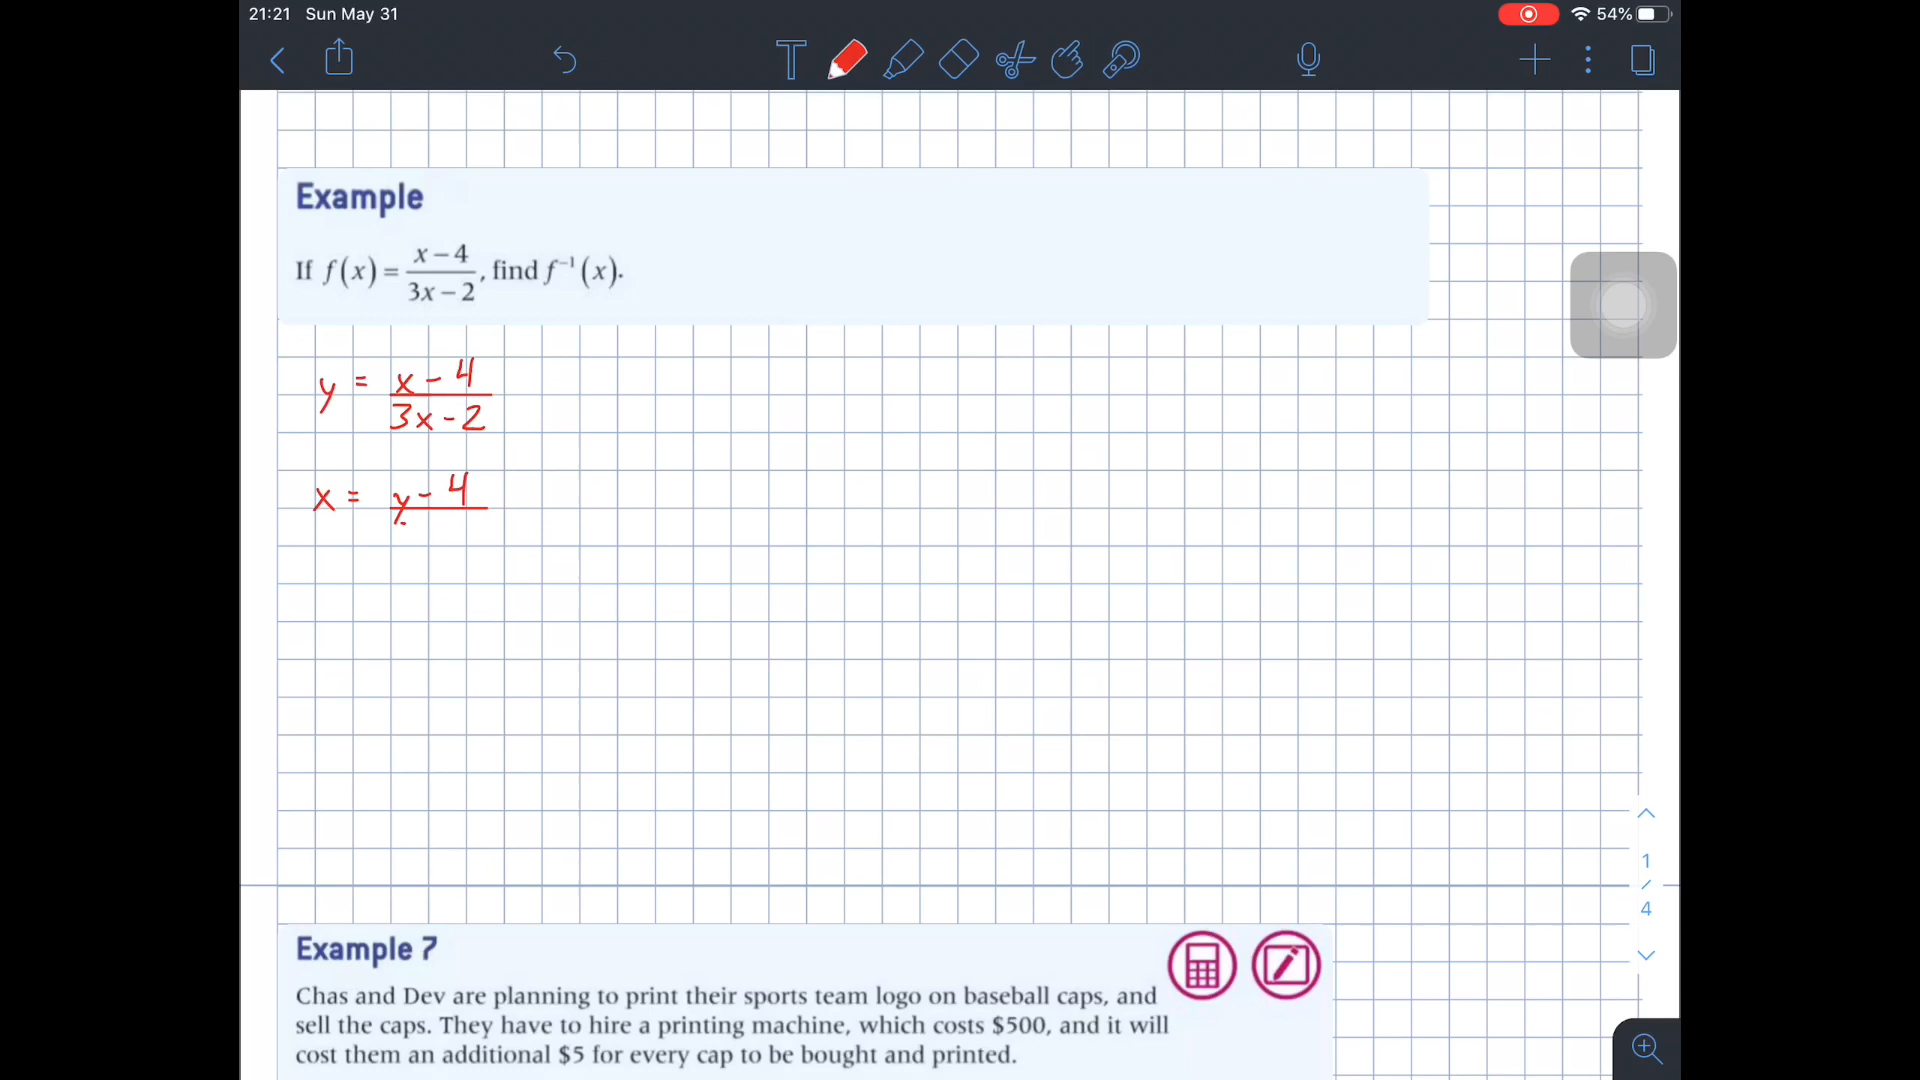 21:21 Sun May 31 54%
Example
If f(x) = (x – 4)/(3x – 2), find f⁻¹(x).
y = (x - 4)/(3x - 2)
x = y - 4
1
/
4
Example 7
Chas and Dev are planning to print their sports team logo on baseball caps, and
sell the caps. They have to hire a printing machine, which costs $500, and it will
cost them an additional $5 for every cap to be bought and printed.